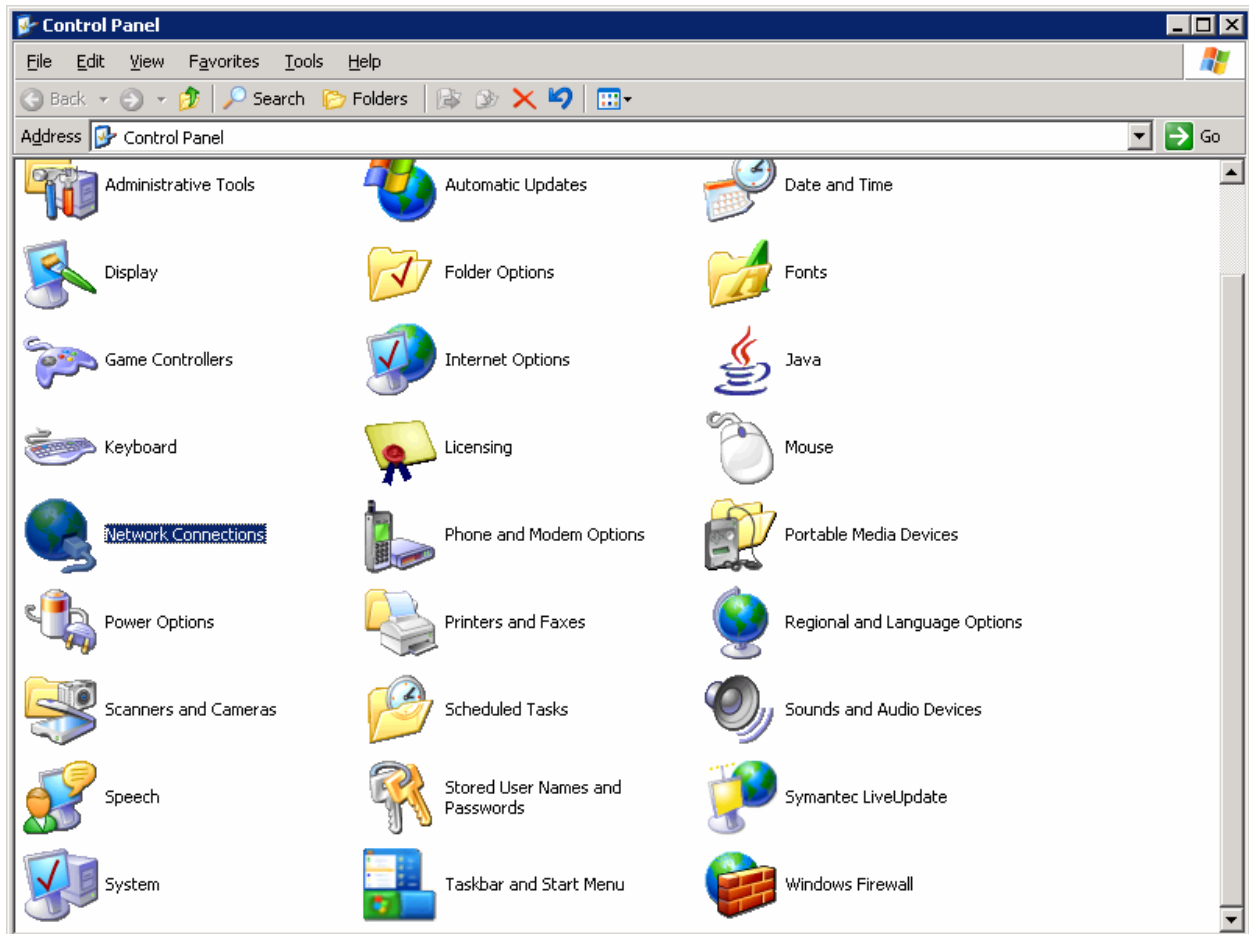 Control Panel
File Edit View Favorites Tools Help
Back Search Folders
Address Control Panel Go
Administrative Tools Automatic Updates Date and Time
Display Folder Options Fonts
Game Controllers Internet Options Java
Keyboard Licensing Mouse
Network Connections Phone and Modem Options Portable Media Devices
Power Options Printers and Faxes Regional and Language Options
Scanners and Cameras Scheduled Tasks Sounds and Audio Devices
Speech Stored User Names and Passwords Symantec LiveUpdate
System Taskbar and Start Menu Windows Firewall